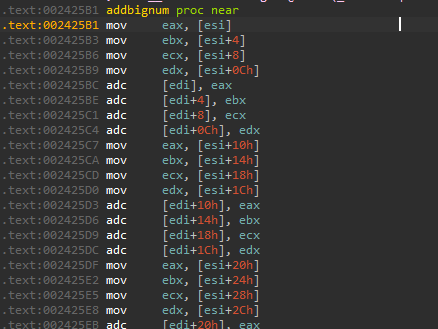 .text:002425B1 addbignum proc near
.text:002425B1 mov eax, [esi]
.text:002425B3 mov ebx, [esi+4]
.text:002425B6 mov ecx, [esi+8]
.text:002425B9 mov edx, [esi+0Ch]
.text:002425BC adc [edi], eax
.text:002425BE adc [edi+4], ebx
.text:002425C1 adc [edi+8], ecx
.text:002425C4 adc [edi+0Ch], edx
.text:002425C7 mov eax, [esi+10h]
.text:002425CA mov ebx, [esi+14h]
.text:002425CD mov ecx, [esi+18h]
.text:002425D0 mov edx, [esi+1Ch]
.text:002425D3 adc [edi+10h], eax
.text:002425D6 adc [edi+14h], ebx
.text:002425D9 adc [edi+18h], ecx
.text:002425DC adc [edi+1Ch], edx
.text:002425DF mov eax, [esi+20h]
.text:002425E2 mov ebx, [esi+24h]
.text:002425E5 mov ecx, [esi+28h]
.text:002425E8 mov edx, [esi+2Ch]
.text:002425EB adc [edi+20h], eax